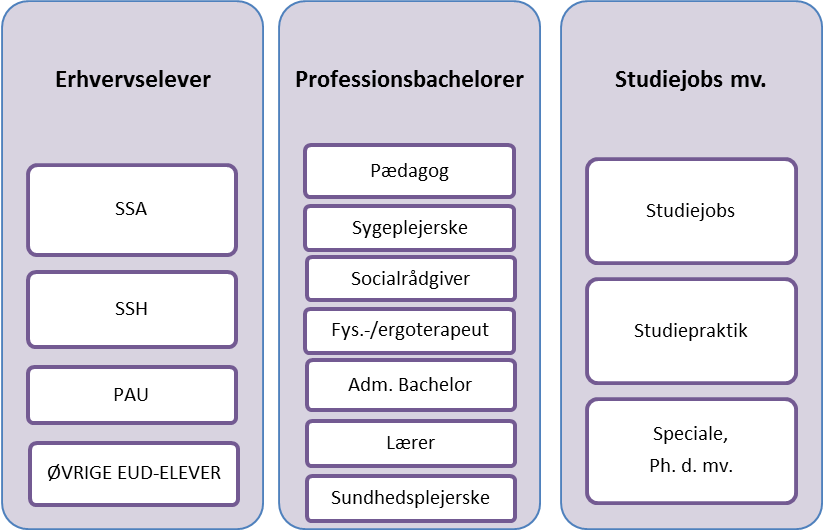 Erhvervselever
SSA
SSH
PAU
ØVRIGE EUD-ELEVER
Professionsbachelorer
Pædagog
Sygeplejerske
Socialrådgiver
Fys.-/ergoterapeut
Adm. Bachelor
Lærer
Sundhedsplejerske
Studiejobs mv.
Studiejobs
Studiepraktik
Speciale,
Ph. d. mv.